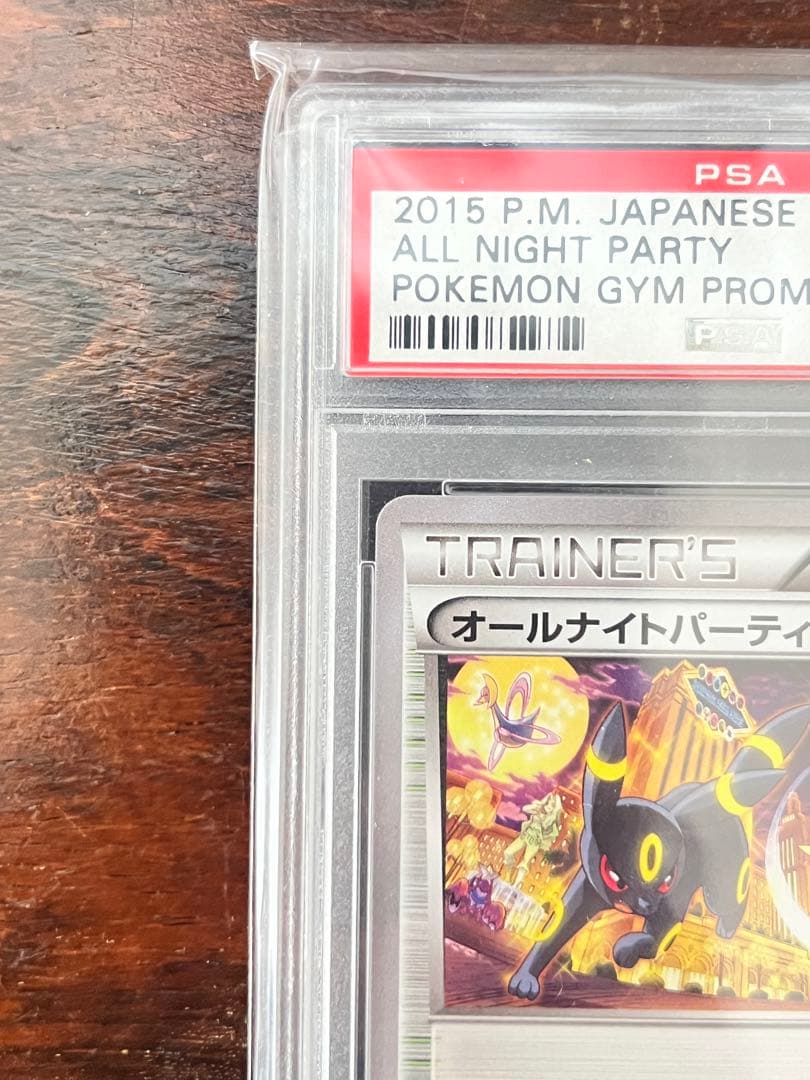 PSA
2015 P.M. JAPANESE
ALL NIGHT PARTY
POKEMON GYM PROM
PSA
TRAINER'S
オールナイトパーティ